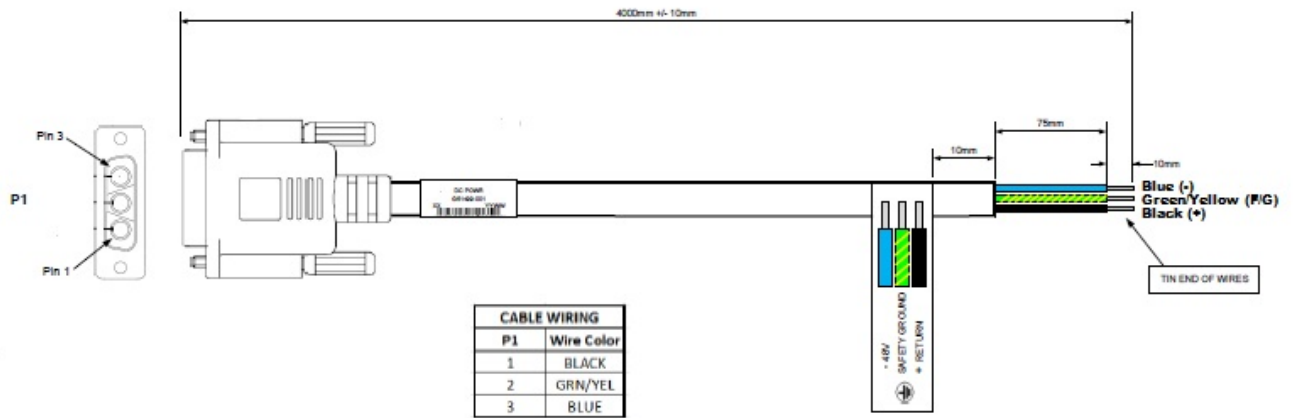 4000mm +/- 10mm
75mm
10mm
10mm
Pin 3
P1
Pin 1
DC POWR
Blue (-)
Green/Yellow (F/G)
Black (+)
TIN END OF WIRES
- 48V
SAFETY GROUND
+ RETURN
CABLE WIRING
P1 Wire Color
1 BLACK
2 GRN/YEL
3 BLUE